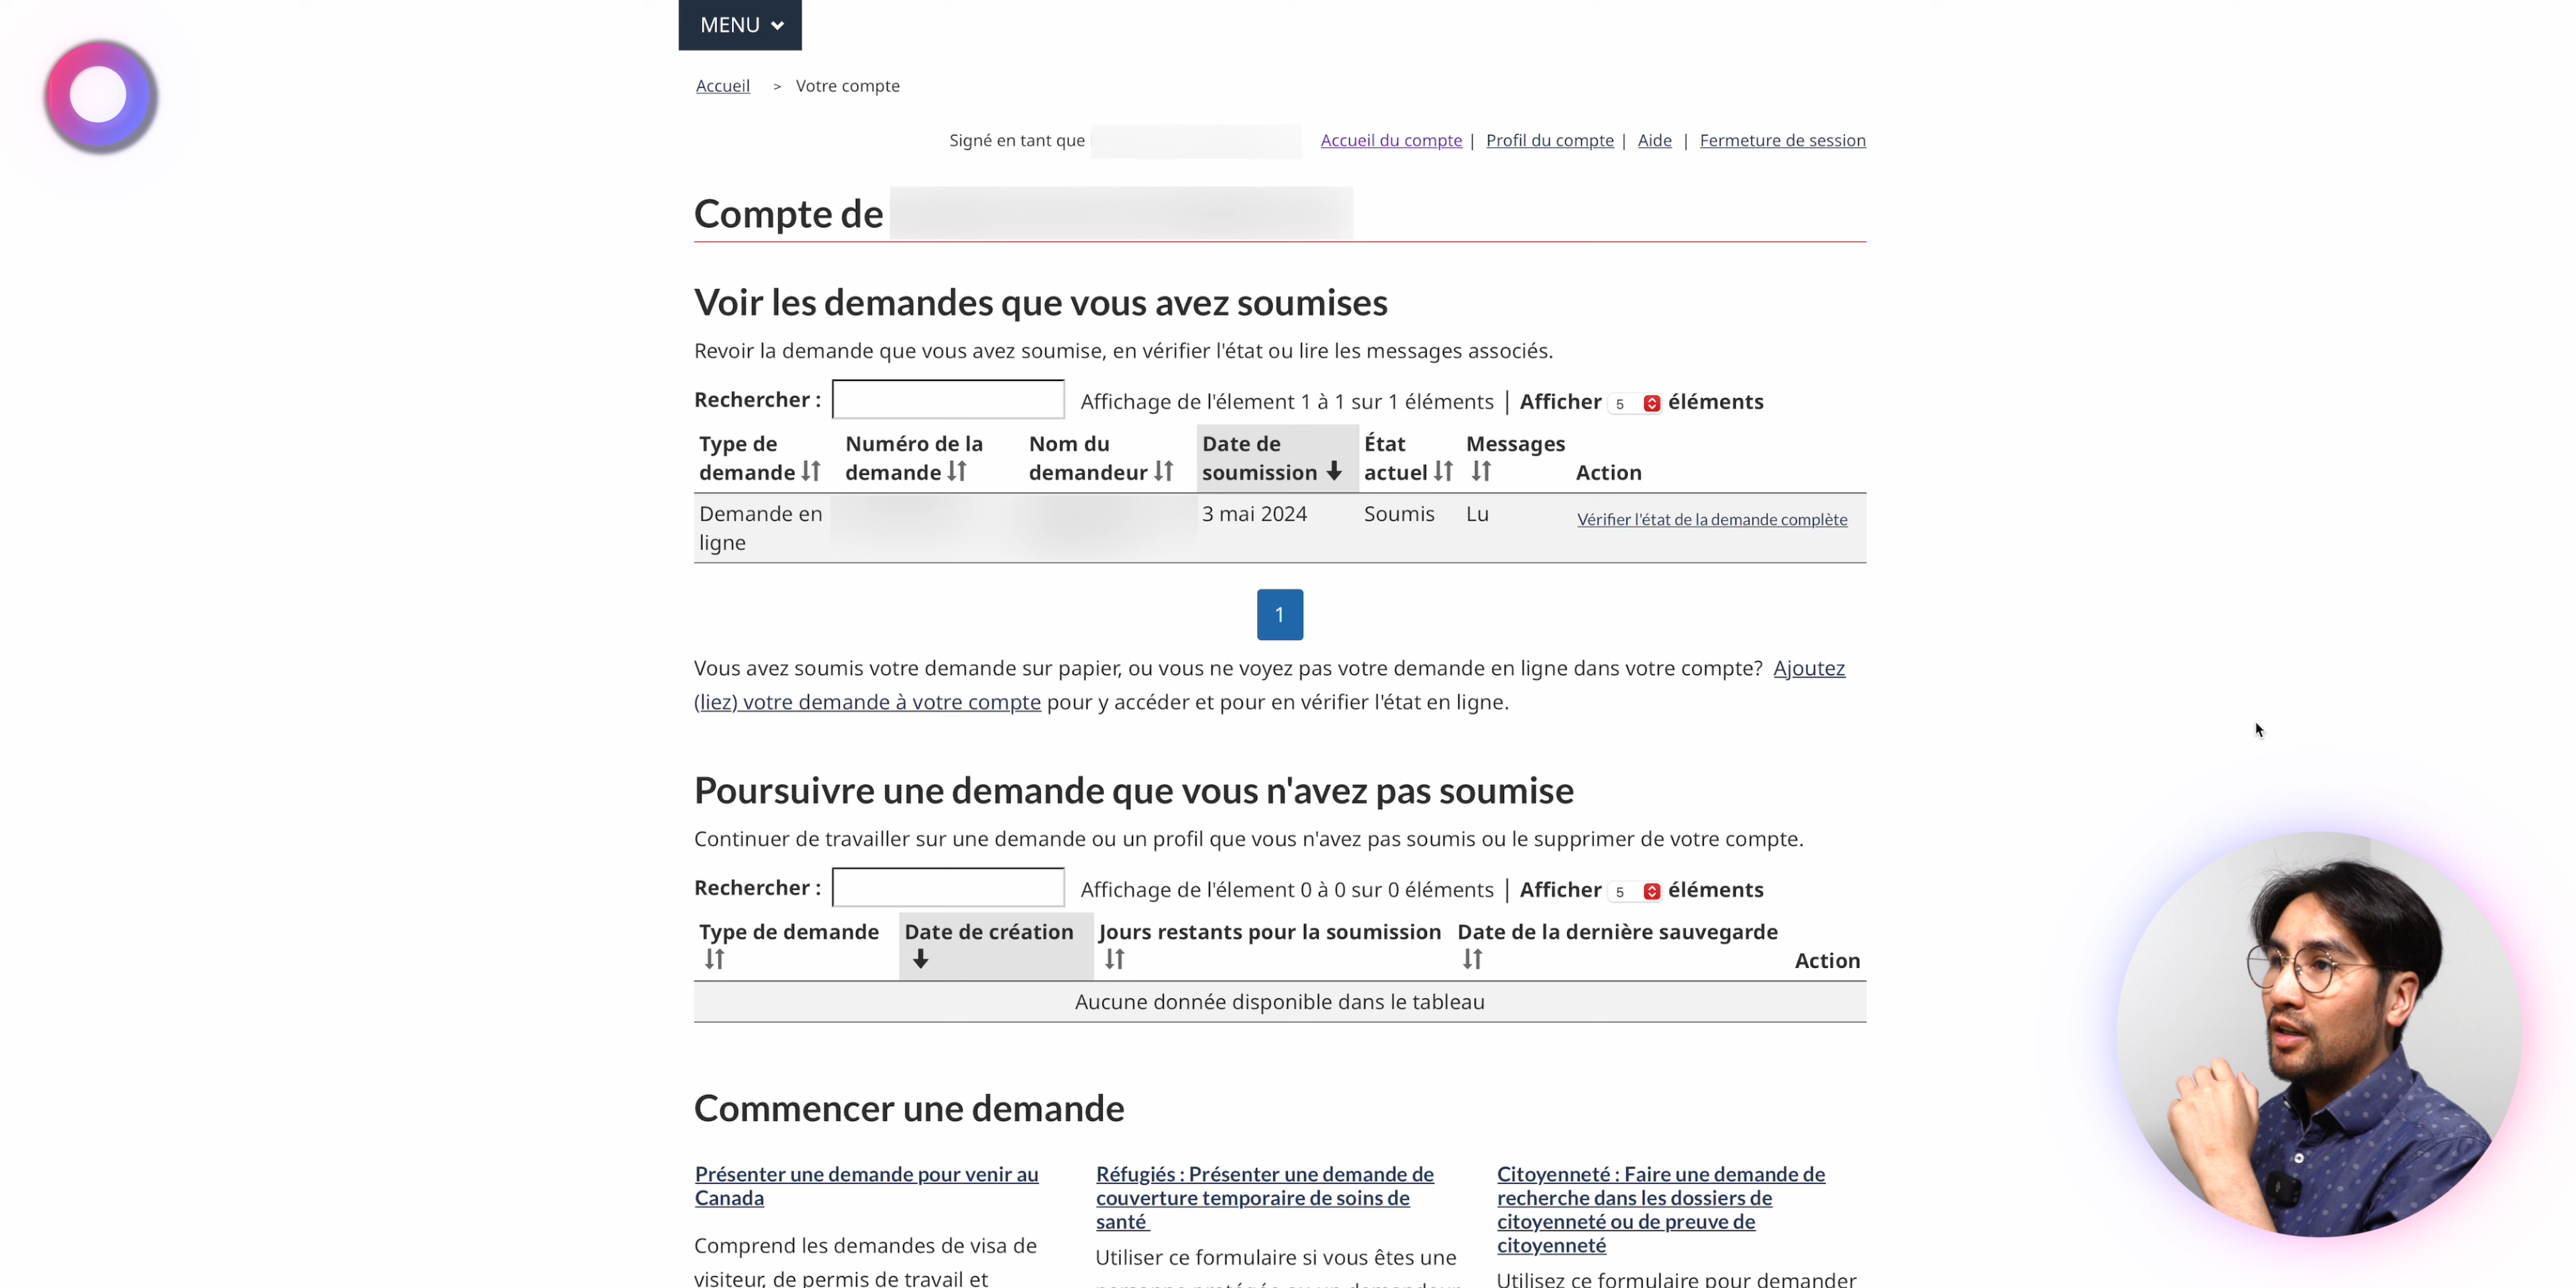 MENU
Accueil > Votre compte
Signé en tant que Accueil du compte | Profil du compte | Aide | Fermeture de session
Compte de
Voir les demandes que vous avez soumises
Revoir la demande que vous avez soumise, en vérifier l'état ou lire les messages associés.
Rechercher : Affichage de l'élement 1 à 1 sur 1 éléments | Afficher 5 éléments
Type de demande Numéro de la demande Nom du demandeur Date de soumission État actuel Messages Action
Demande en ligne 3 mai 2024 Soumis Lu Vérifier l'état de la demande complète
1
Vous avez soumis votre demande sur papier, ou vous ne voyez pas votre demande en ligne dans votre compte? Ajoutez
(liez) votre demande à votre compte pour y accéder et pour en vérifier l'état en ligne.
Poursuivre une demande que vous n'avez pas soumise
Continuer de travailler sur une demande ou un profil que vous n'avez pas soumis ou le supprimer de votre compte.
Rechercher : Affichage de l'élement 0 à 0 sur 0 éléments | Afficher 5 éléments
Type de demande Date de création Jours restants pour la soumission Date de la dernière sauvegarde Action
Aucune donnée disponible dans le tableau
Commencer une demande
Présenter une demande pour venir au
Canada
Comprend les demandes de visa de
visiteur, de permis de travail et
Réfugiés : Présenter une demande de
couverture temporaire de soins de
santé
Utiliser ce formulaire si vous êtes une
Citoyenneté : Faire une demande de
recherche dans les dossiers de
citoyenneté ou de preuve de
citoyenneté
Utilisez ce formulaire pour demander